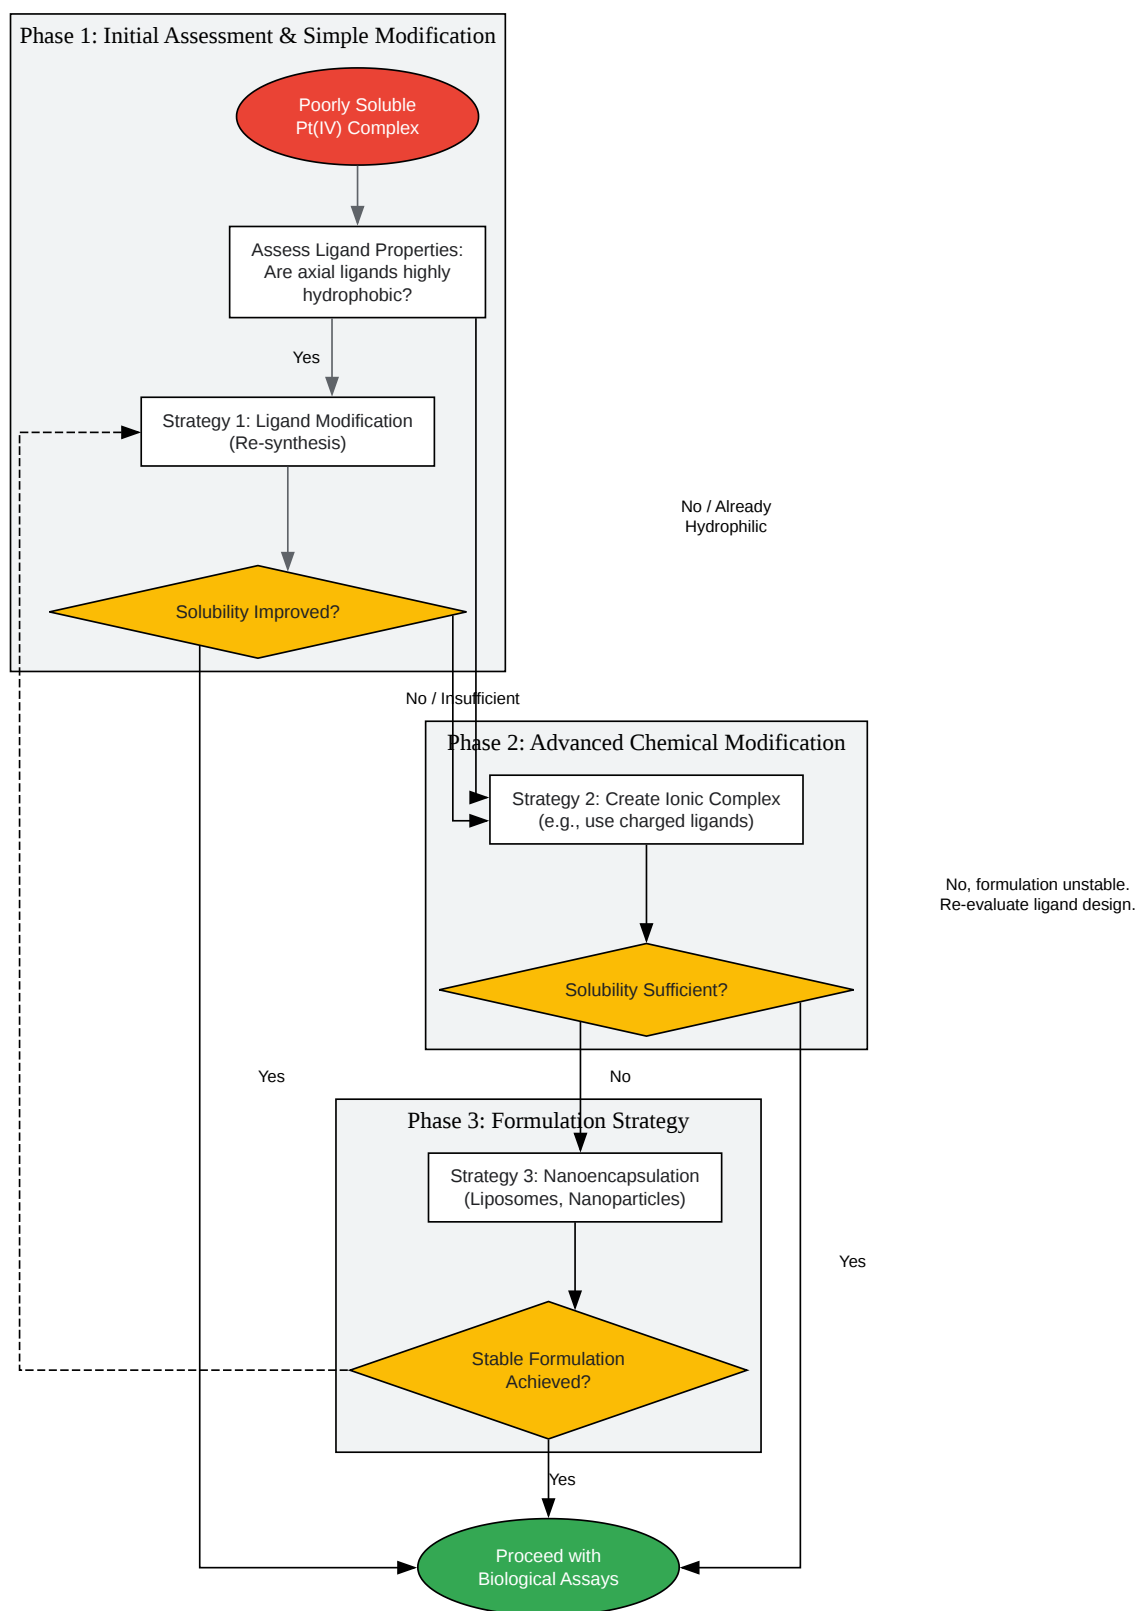 Phase 1: Initial Assessment & Simple Modification
Poorly Soluble
Pt(IV) Complex
Assess Ligand Properties:
Are axial ligands highly
hydrophobic?
Yes
Strategy 1: Ligand Modification
(Re-synthesis)
No / Already
Hydrophilic
Solubility Improved?
No / Insufficient
Phase 2: Advanced Chemical Modification
Strategy 2: Create Ionic Complex
(e.g., use charged ligands)
No, formulation unstable.
Re-evaluate ligand design.
Solubility Sufficient?
Yes
No
Phase 3: Formulation Strategy
Strategy 3: Nanoencapsulation
(Liposomes, Nanoparticles)
Yes
Stable Formulation
Achieved?
Yes
Proceed with
Biological Assays